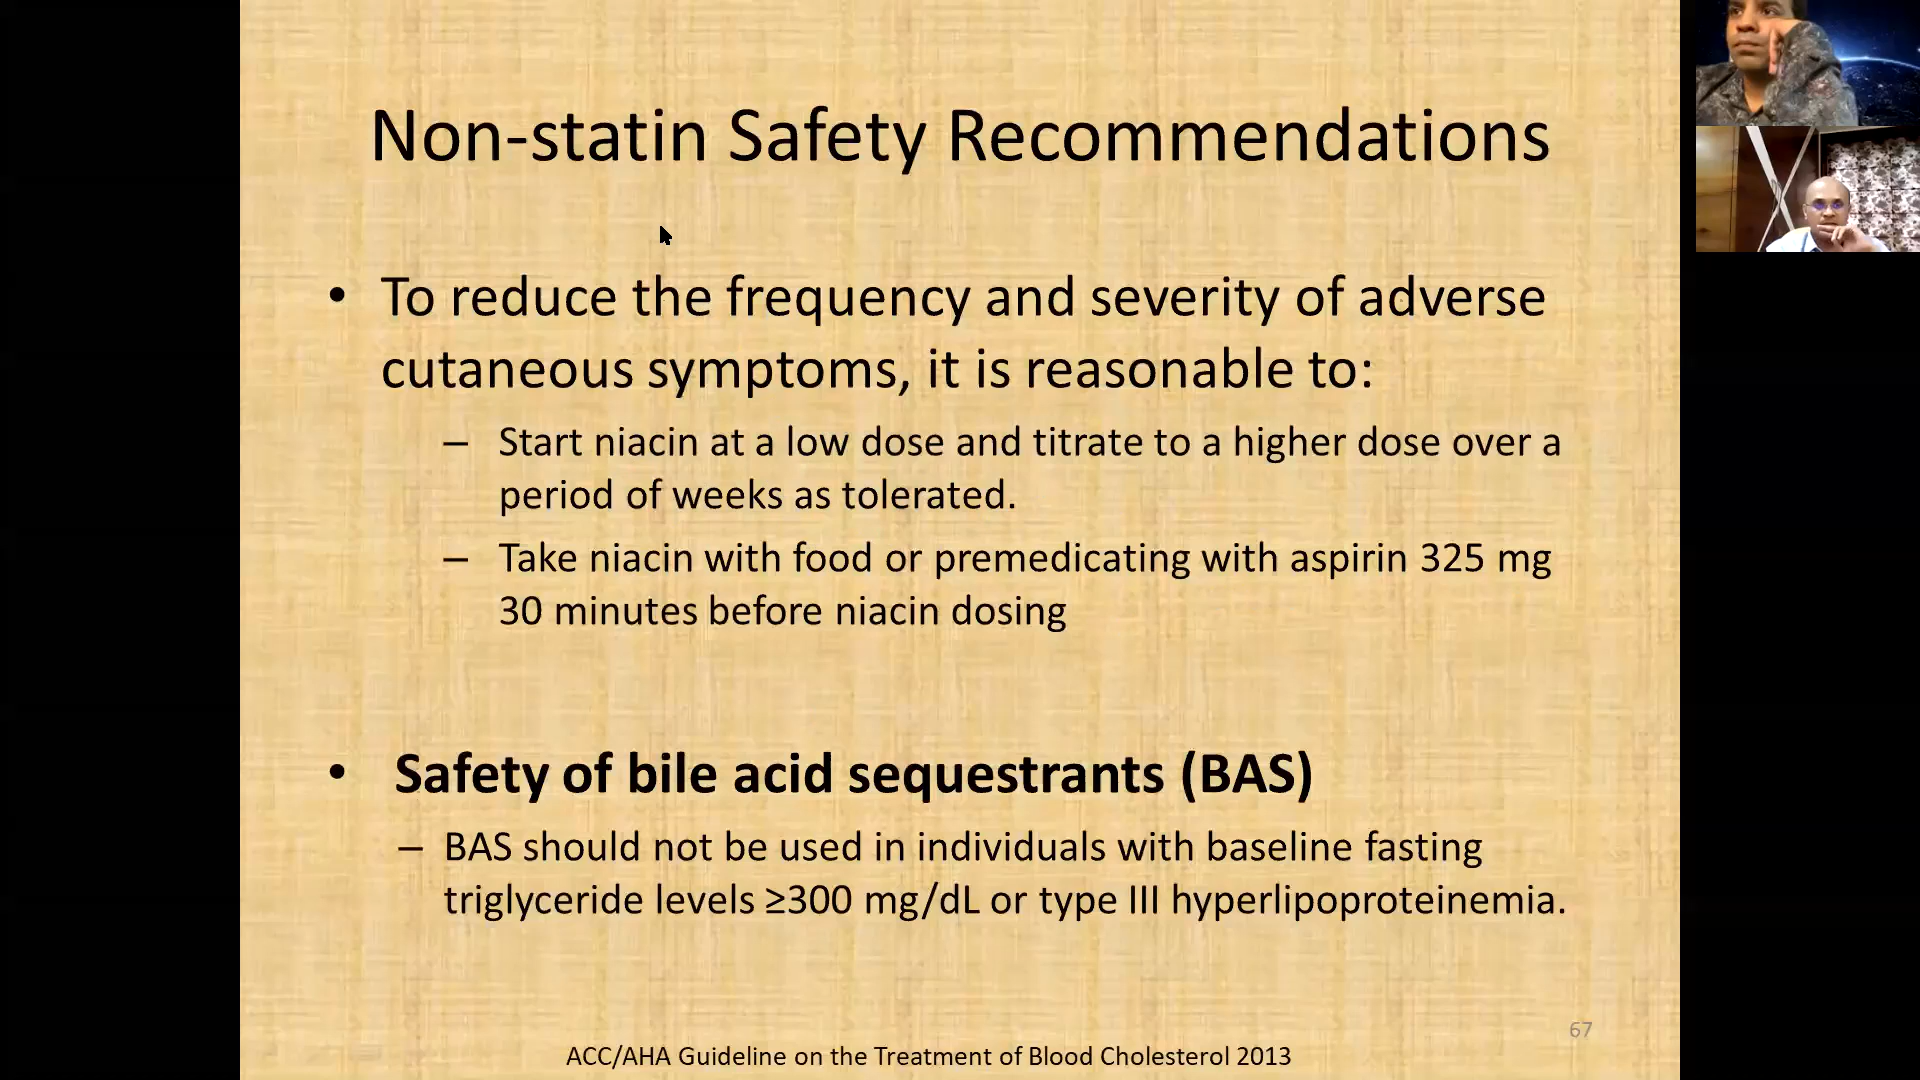 Non-statin Safety Recommendations
• To reduce the frequency and severity of adverse
cutaneous symptoms, it is reasonable to:
– Start niacin at a low dose and titrate to a higher dose over a
period of weeks as tolerated.
– Take niacin with food or premedicating with aspirin 325 mg
30 minutes before niacin dosing
• Safety of bile acid sequestrants (BAS)
– BAS should not be used in individuals with baseline fasting
triglyceride levels ≥300 mg/dL or type III hyperlipoproteinemia.
67
ACC/AHA Guideline on the Treatment of Blood Cholesterol 2013